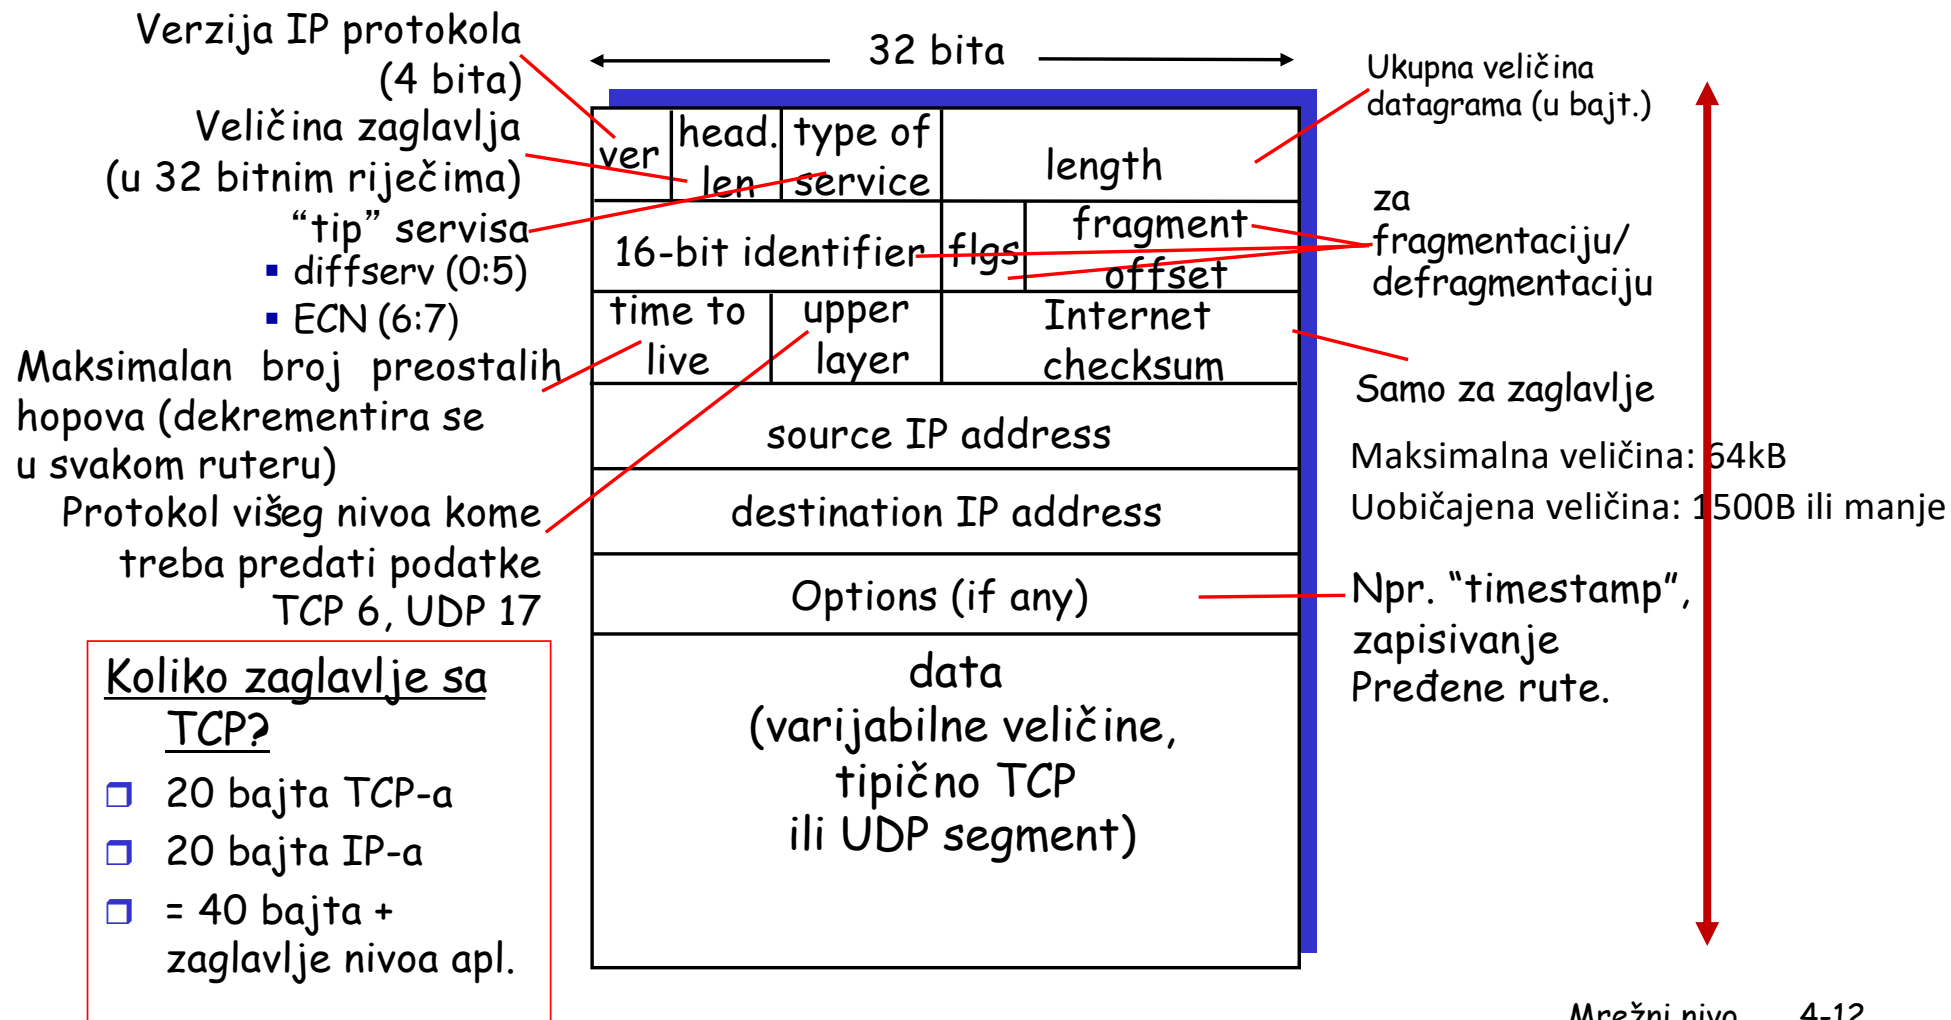 Verzija IP protokola
(4 bita)
Veličina zaglavlja
(u 32 bitnim riječima)
“tip” servisa
▪ diffserv (0:5)
▪ ECN (6:7)
Maksimalan broj preostalih
hopova (dekrementira se
u svakom ruteru)
Protokol višeg nivoa kome
treba predati podatke
TCP 6, UDP 17
Koliko zaglavlje sa
TCP?
❒ 20 bajta TCP-a
❒ 20 bajta IP-a
❒ = 40 bajta +
zaglavlje nivoa apl.
32 bita
ver
head.
len
type of
service
length
16-bit identifier
flgs
fragment
offset
time to
live
upper
layer
Internet
checksum
source IP address
destination IP address
Options (if any)
data
(varijabilne veličine,
tipično TCP
ili UDP segment)
Ukupna veličina
datagrama (u bajt.)
za
fragmentaciju/
defragmentaciju
Samo za zaglavlje
Maksimalna veličina: 64kB
Uobičajena veličina: 1500B ili manje
Npr. “timestamp”,
zapisivanje
Pređene rute.
Mrežni nivo 4-12